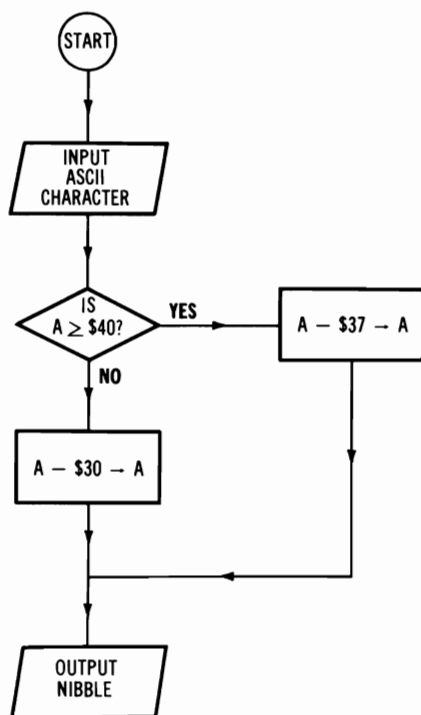 START
INPUT
ASCII
CHARACTER
IS
A ≥ $40?
YES
A – $37 → A
NO
A – $30 → A
OUTPUT
NIBBLE